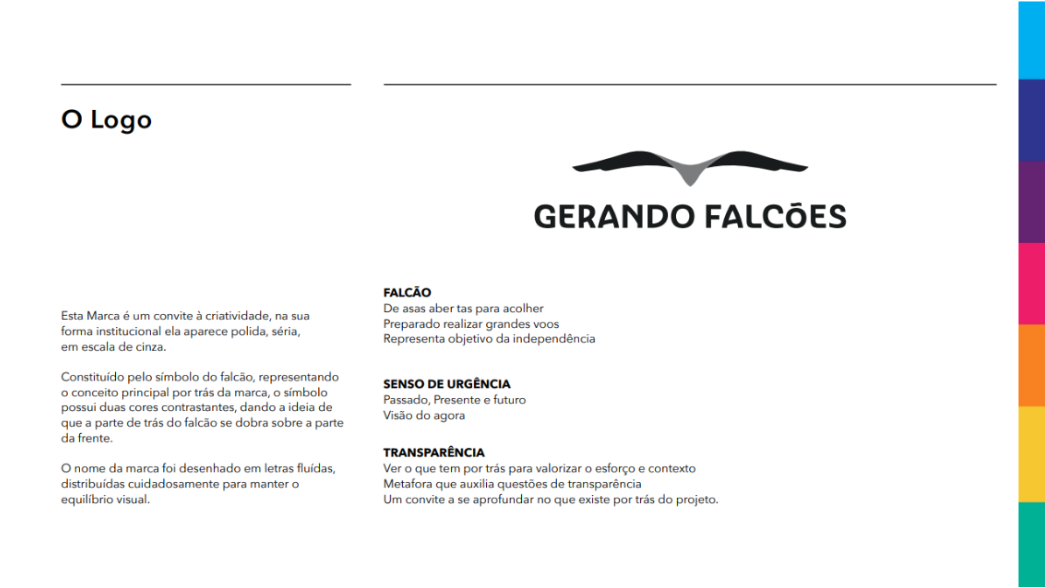 O Logo
GERANDO FALCÕES
Esta Marca é um convite à criatividade, na sua
forma institucional ela aparece polida, séria,
em escala de cinza.
Constituído pelo símbolo do falcão, representando
o conceito principal por trás da marca, o símbolo
possui duas cores contrastantes, dando a ideia de
que a parte de trás do falcão se dobra sobre a parte
da frente.
O nome da marca foi desenhado em letras fluídas,
distribuídas cuidadosamente para manter o
equilíbrio visual.
FALCÃO
De asas aber tas para acolher
Preparado realizar grandes voos
Representa objetivo da independência
SENSO DE URGÊNCIA
Passado, Presente e futuro
Visão do agora
TRANSPARÊNCIA
Ver o que tem por trás para valorizar o esforço e contexto
Metafora que auxilia questões de transparência
Um convite a se aprofundar no que existe por trás do projeto.